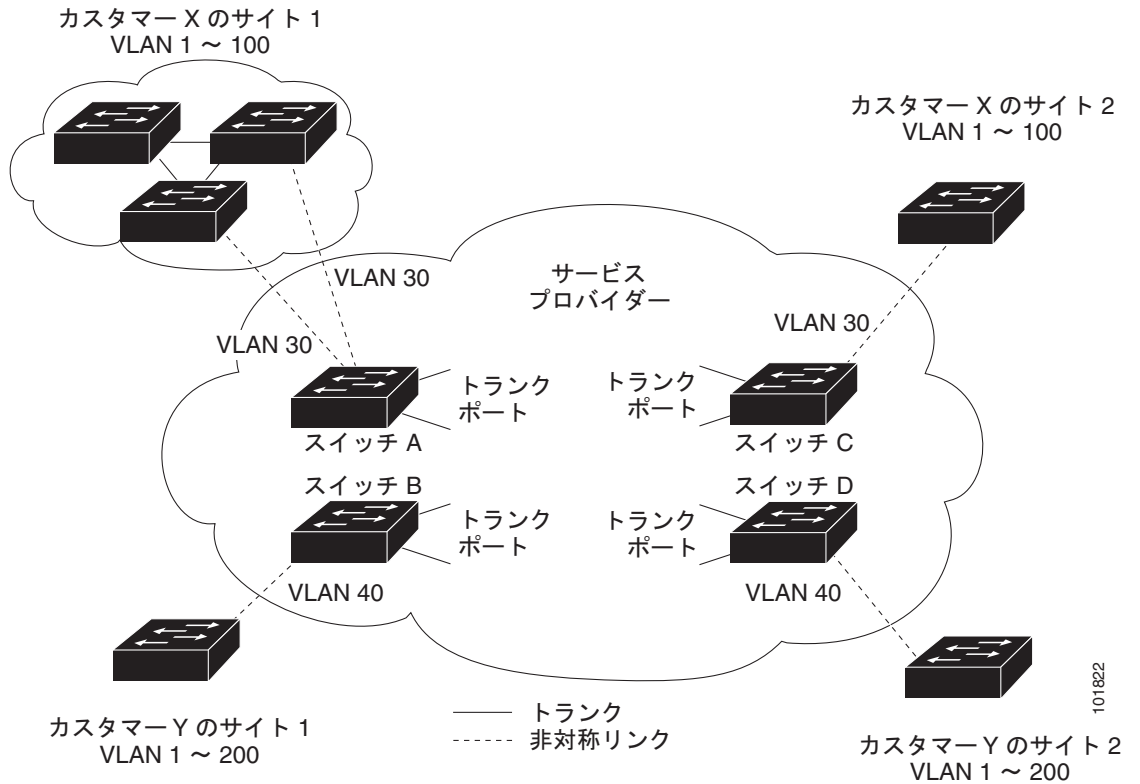 カスタマー X のサイト 1
VLAN 1 ～ 100
カスタマー X のサイト 2
VLAN 1 ～ 100
VLAN 30
サービス
プロバイダー
VLAN 30
VLAN 30
トランク
ポート
トランク
ポート
スイッチ A
スイッチ C
スイッチ B
スイッチ D
トランク
ポート
トランク
ポート
VLAN 40
VLAN 40
101822
カスタマー Y のサイト 1
VLAN 1 ～ 200
トランク
非対称リンク
カスタマー Y のサイト 2
VLAN 1 ～ 200